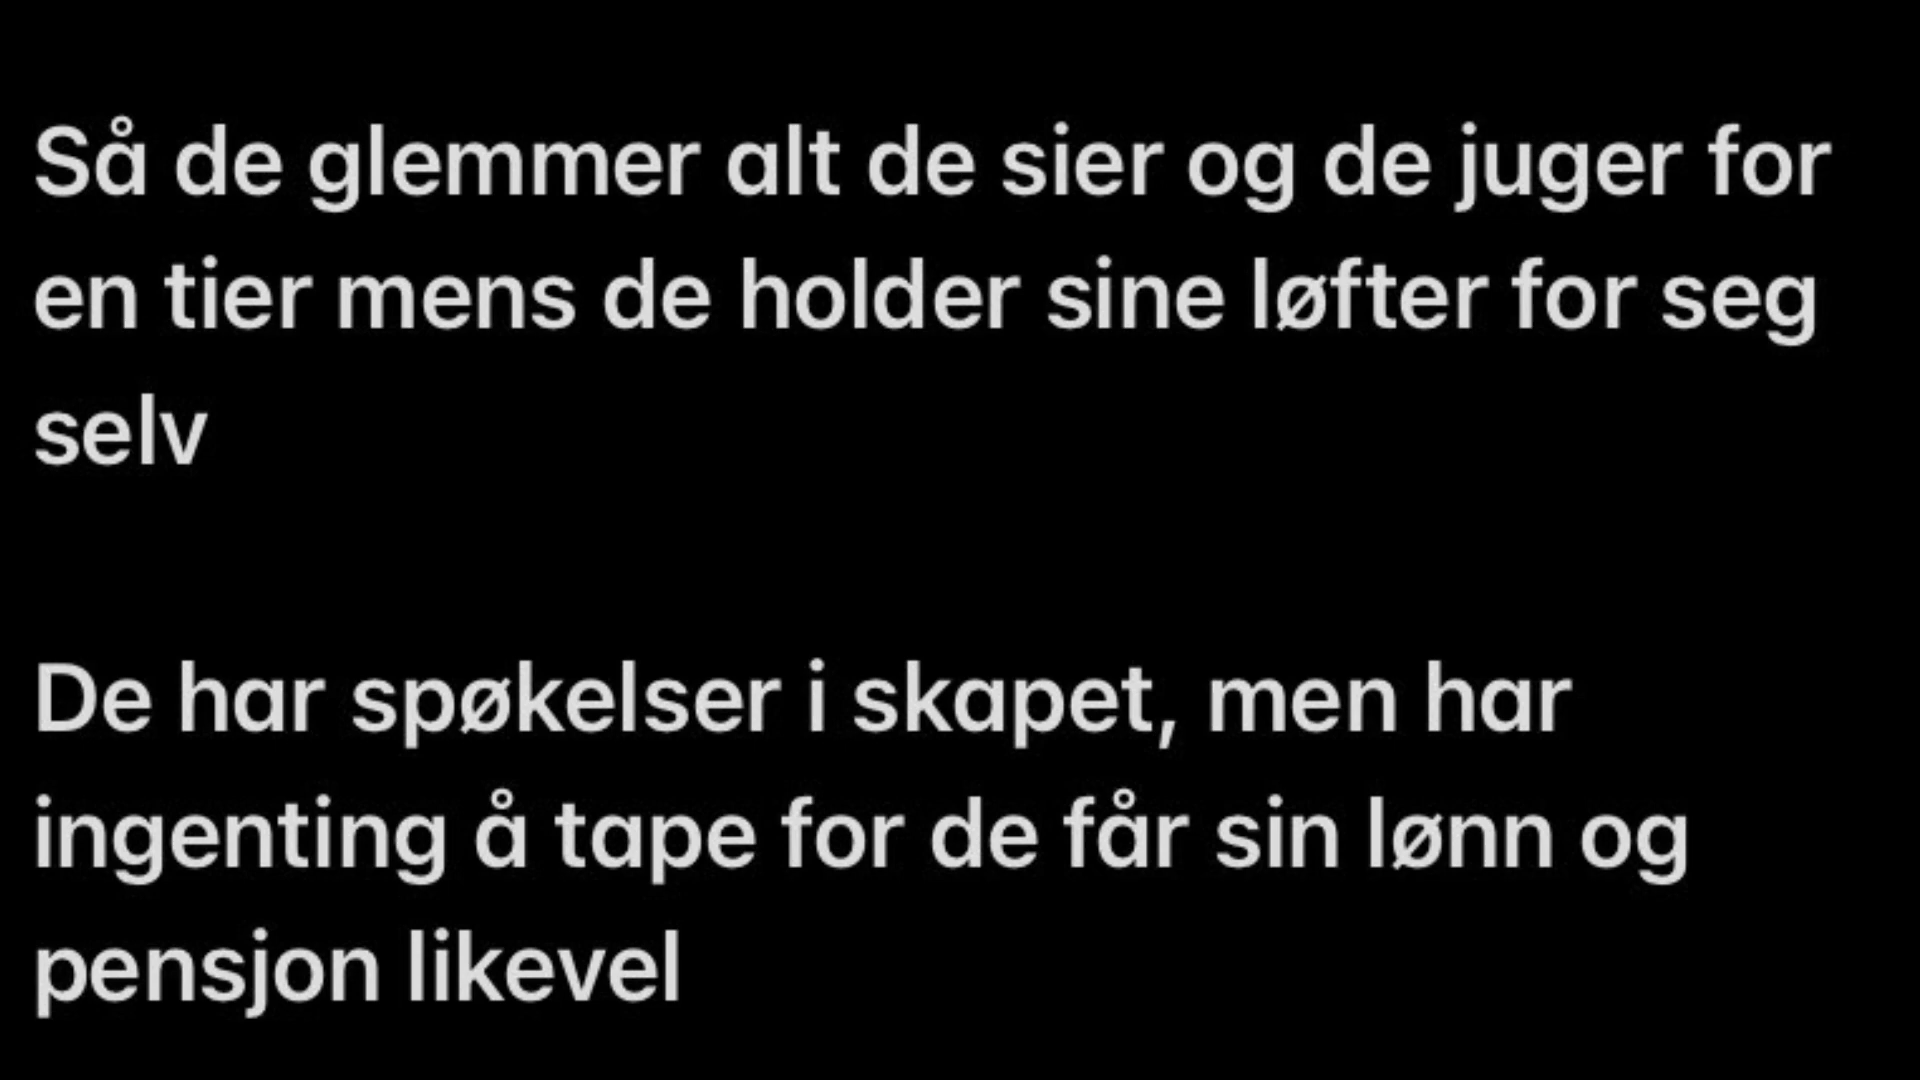 Så de glemmer alt de sier og de juger for
en tier mens de holder sine løfter for seg
selv
De har spøkelser i skapet, men har
ingenting å tape for de får sin lønn og
pensjon likevel